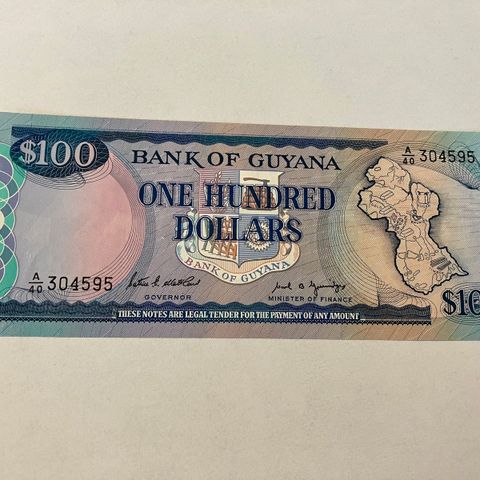 $100
BANK OF GUYANA
ONE HUNDRED
DOLLARS
A/40 304595
BANK OF GUYANA
A/40 304595
GOVERNOR
MINISTER OF FINANCE
$10
THESE NOTES ARE LEGAL TENDER FOR THE PAYMENT OF ANY AMOUNT